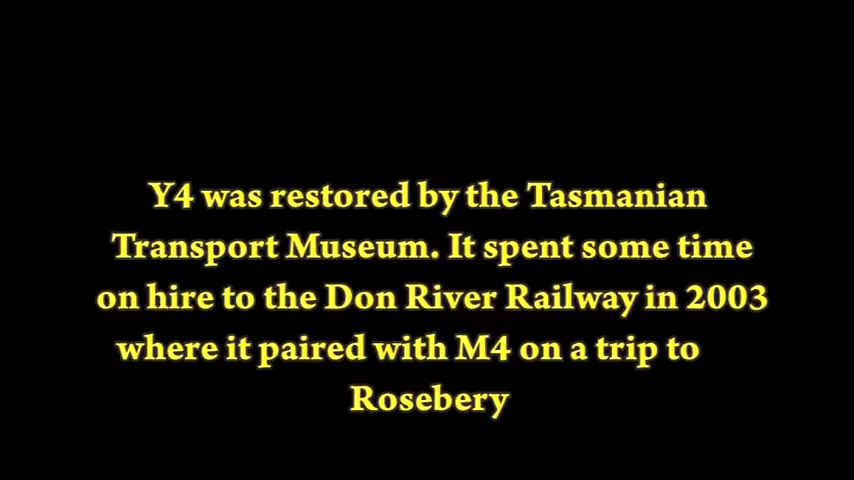 Y4 was restored by the Tasmanian
Transport Museum. It spent some time
on hire to the Don River Railway in 2003
where it paired with M4 on a trip to
Rosebery